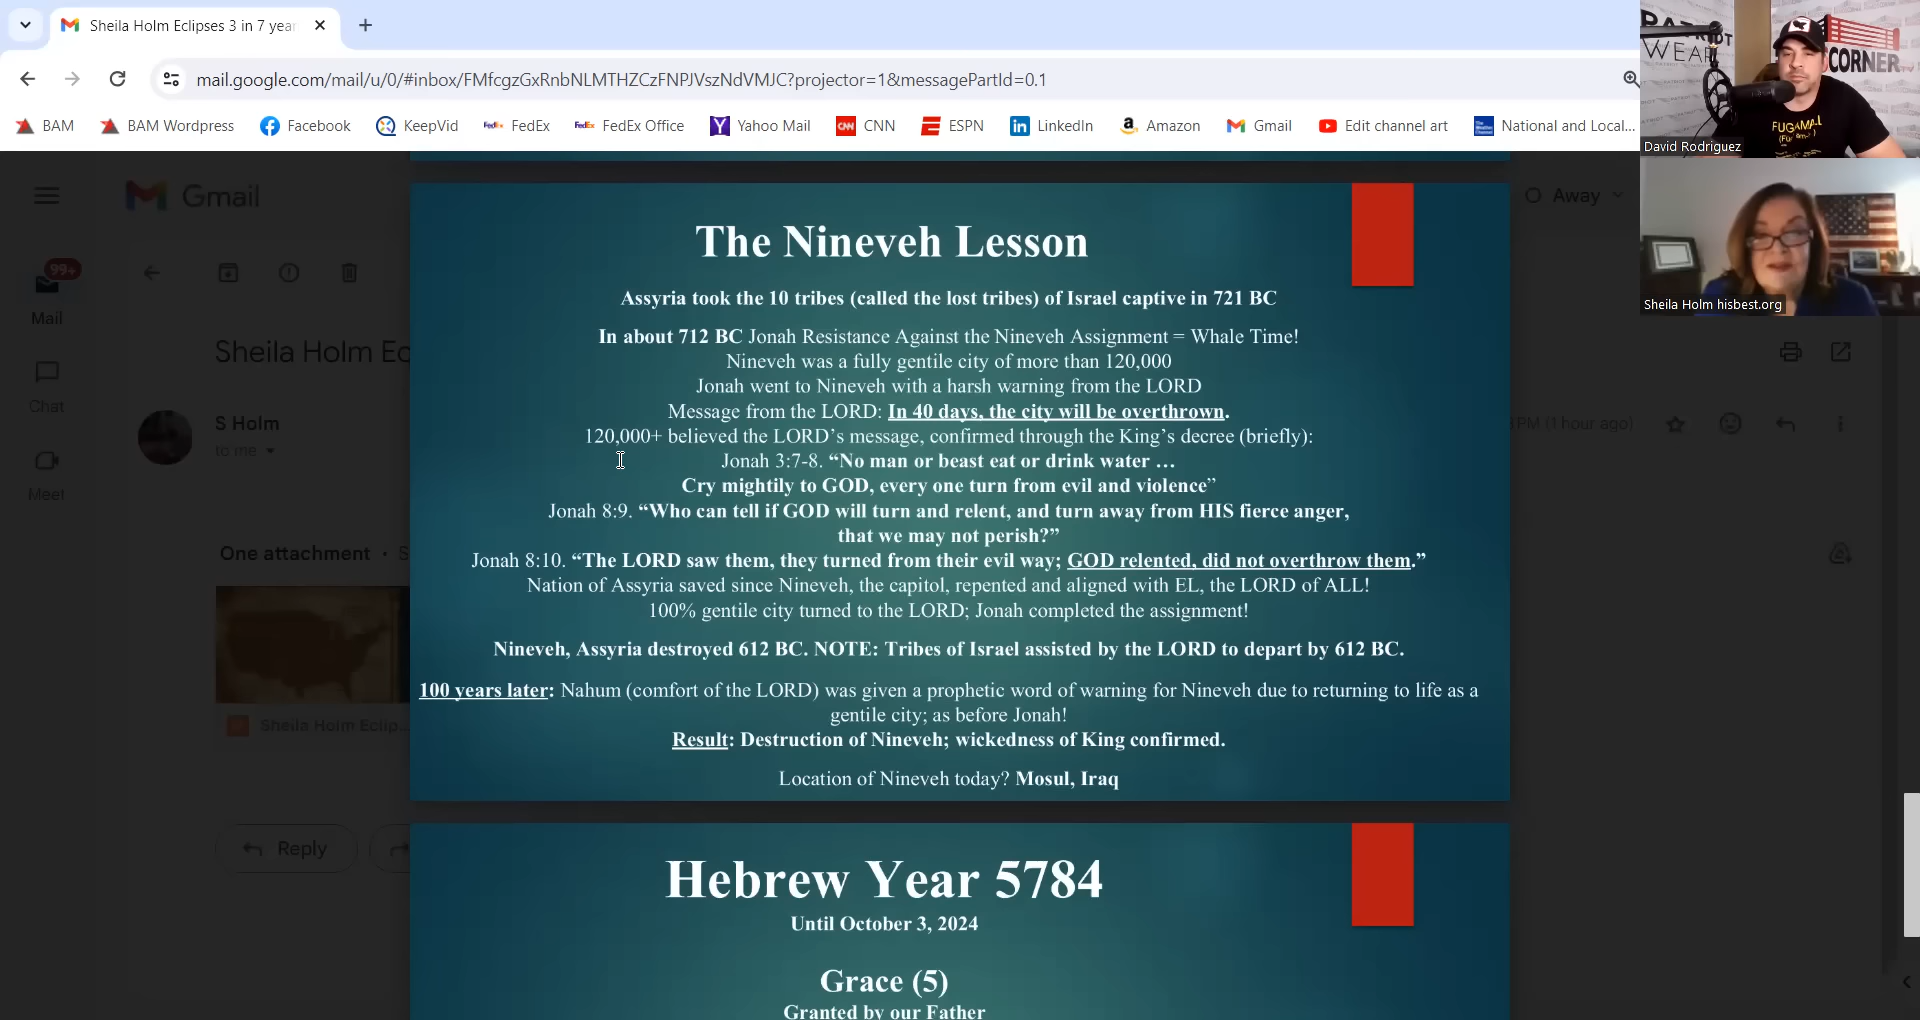 Sheila Holm Eclipses 3 in 7 year
mail.google.com/mail/u/0/#inbox/FMfcgzGxRnbNLMTHZCzFNPJVszNdVMJC?projector=1&messagePartId=0.1
BAM
BAM Wordpress
Facebook
KeepVid
FedEx
FedEx Office
Yahoo Mail
CNN
ESPN
LinkedIn
Amazon
Gmail
Edit channel art
National and Local...
WEAR
CORNER
David Rodriguez
Sheila Holm hisbest.org
Gmail
Away
99+
Mail
Chat
Meet
Sheila Holm Ec
S Holm
to me
PM (1 hour ago)
One attachment
Sheila Holm Eclip...
Reply
The Nineveh Lesson
Assyria took the 10 tribes (called the lost tribes) of Israel captive in 721 BC
In about 712 BC Jonah Resistance Against the Nineveh Assignment = Whale Time!
Nineveh was a fully gentile city of more than 120,000
Jonah went to Nineveh with a harsh warning from the LORD
Message from the LORD: In 40 days, the city will be overthrown.
120,000+ believed the LORD’s message, confirmed through the King’s decree (briefly):
Jonah 3:7-8. “No man or beast eat or drink water …
Cry mightily to GOD, every one turn from evil and violence”
Jonah 8:9. “Who can tell if GOD will turn and relent, and turn away from HIS fierce anger,
that we may not perish?”
Jonah 8:10. “The LORD saw them, they turned from their evil way; GOD relented, did not overthrow them.”
Nation of Assyria saved since Nineveh, the capitol, repented and aligned with EL, the LORD of ALL!
100% gentile city turned to the LORD; Jonah completed the assignment!
Nineveh, Assyria destroyed 612 BC. NOTE: Tribes of Israel assisted by the LORD to depart by 612 BC.
100 years later: Nahum (comfort of the LORD) was given a prophetic word of warning for Nineveh due to returning to life as a
gentile city; as before Jonah!
Result: Destruction of Nineveh; wickedness of King confirmed.
Location of Nineveh today? Mosul, Iraq
Hebrew Year 5784
Until October 3, 2024
Grace (5)
Granted by our Father